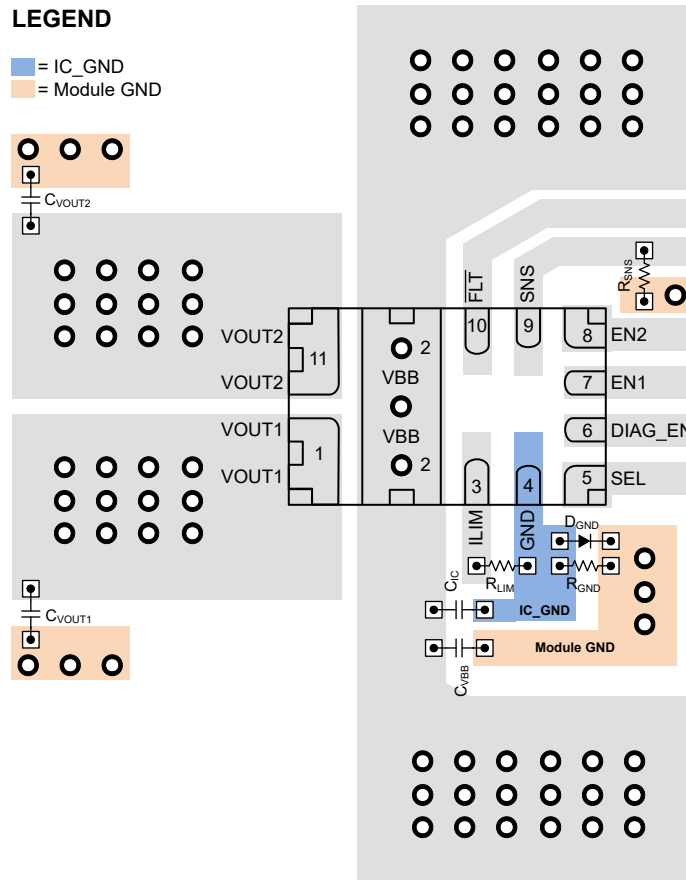 LEGEND
= IC_GND
= Module GND
CVOUT2
RSNS
FLT
SNS
10
9
8
EN2
VOUT2
11
2
VBB
7
EN1
VOUT2
VOUT1
VBB
6
DIAG_EN
1
2
3
4
5
SEL
VOUT1
ILIM
GND
DGND
RLIM
RGND
CIC
IC_GND
CVOUT1
CVBB
Module GND